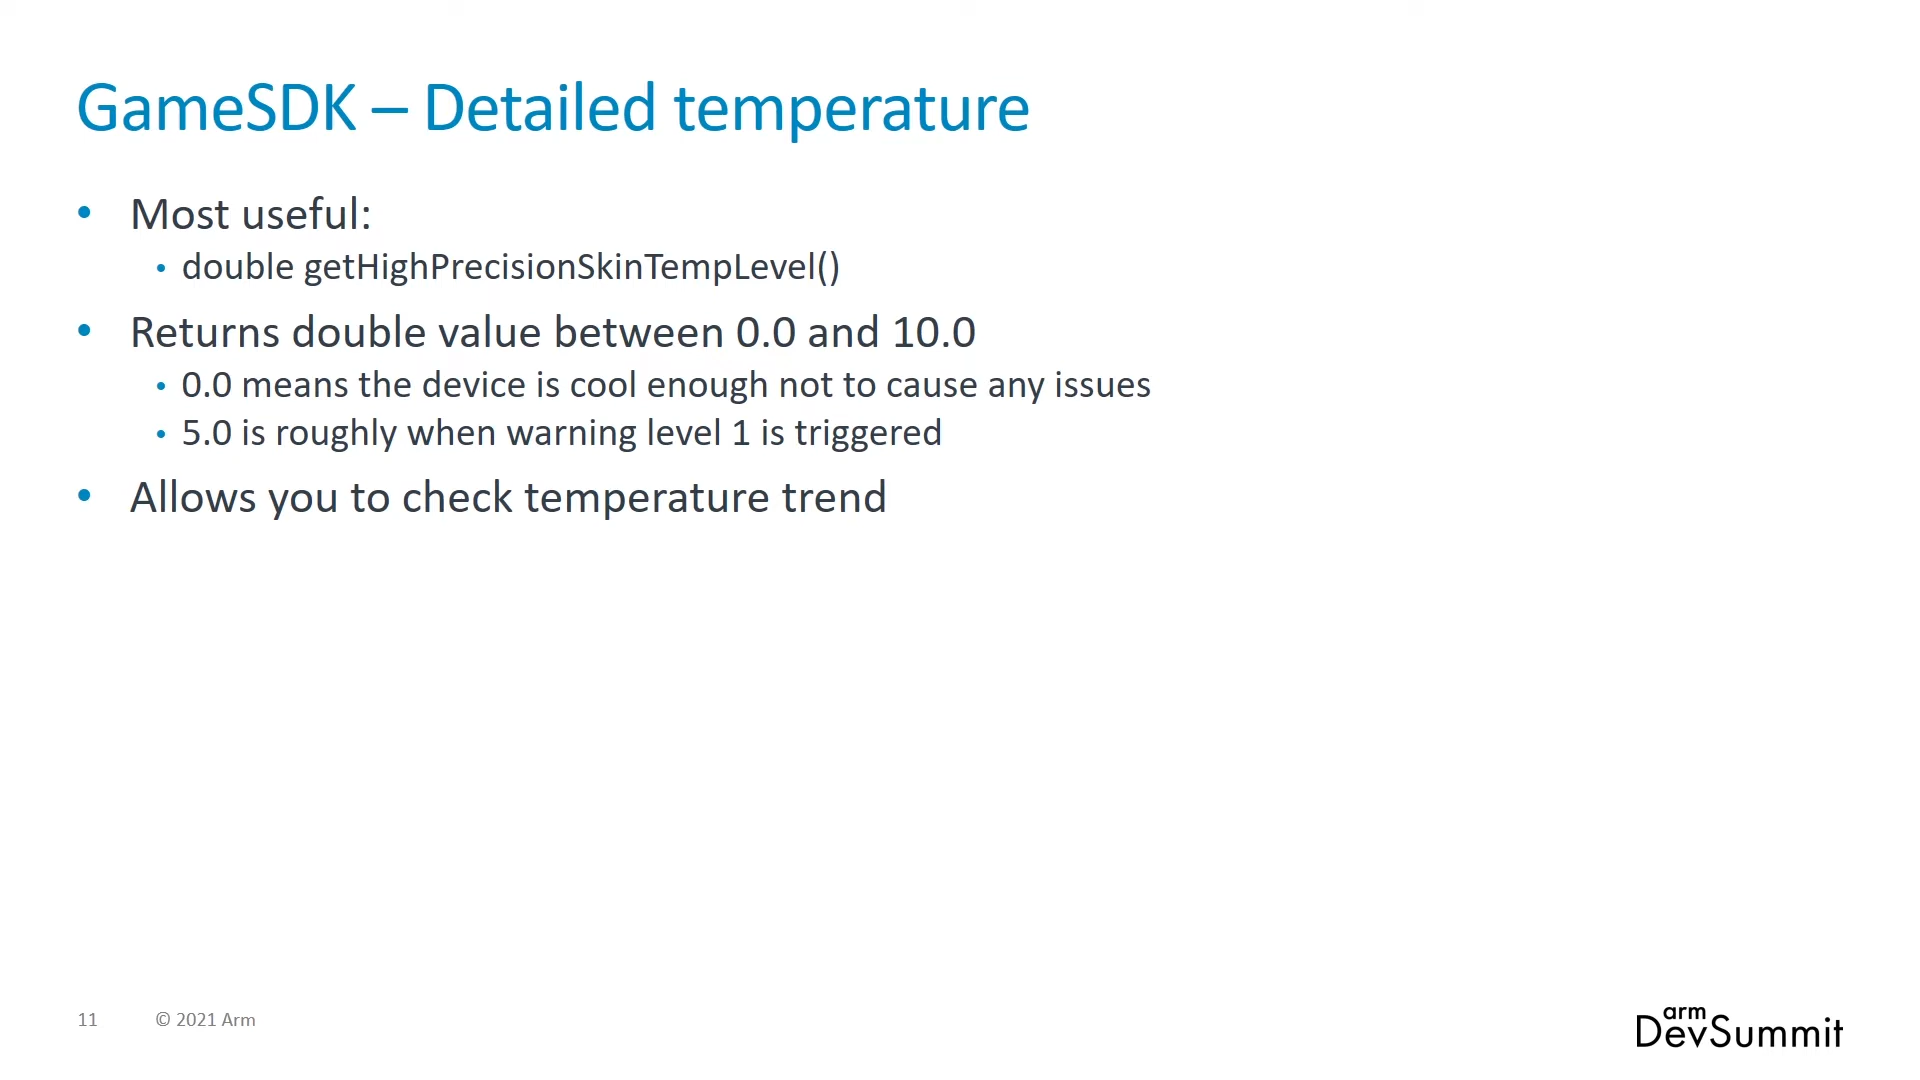 GameSDK – Detailed temperature
• Most useful:
• double getHighPrecisionSkinTempLevel()
• Returns double value between 0.0 and 10.0
• 0.0 means the device is cool enough not to cause any issues
• 5.0 is roughly when warning level 1 is triggered
• Allows you to check temperature trend
11 © 2021 Arm
arm
DevSummit